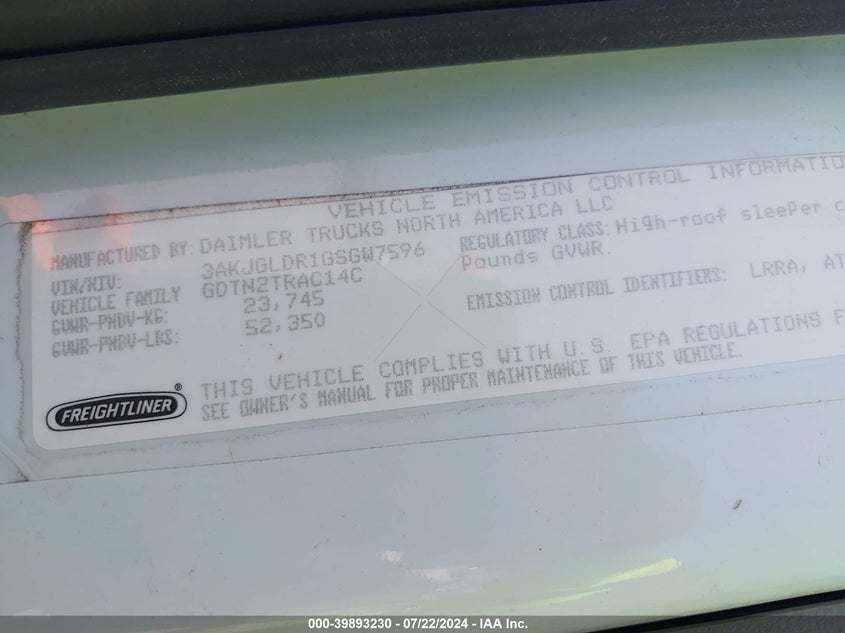 VEHICLE EMISSION CONTROL INFORMATIO
MANUFACTURED BY: DAIMLER TRUCKS NORTH AMERICA LLC
VIN/NIV: 3AKJGLDR1GSGW7596
REGULATORY CLASS: High-roof sleeper c
VEHICLE FAMILY GDTN2TRAC14C
Pounds GVWR.
GVWR-PNBV-KG: 23,745
EMISSION CONTROL IDENTIFIERS: LRRA, AT
GVWR-PNBV-LBS: 52,350
THIS VEHICLE COMPLIES WITH U.S. EPA REGULATIONS F
SEE OWNER'S MANUAL FOR PROPER MAINTENANCE OF THIS VEHICLE.
FREIGHTLINER®
000-39893230 - 07/22/2024 - IAA Inc.